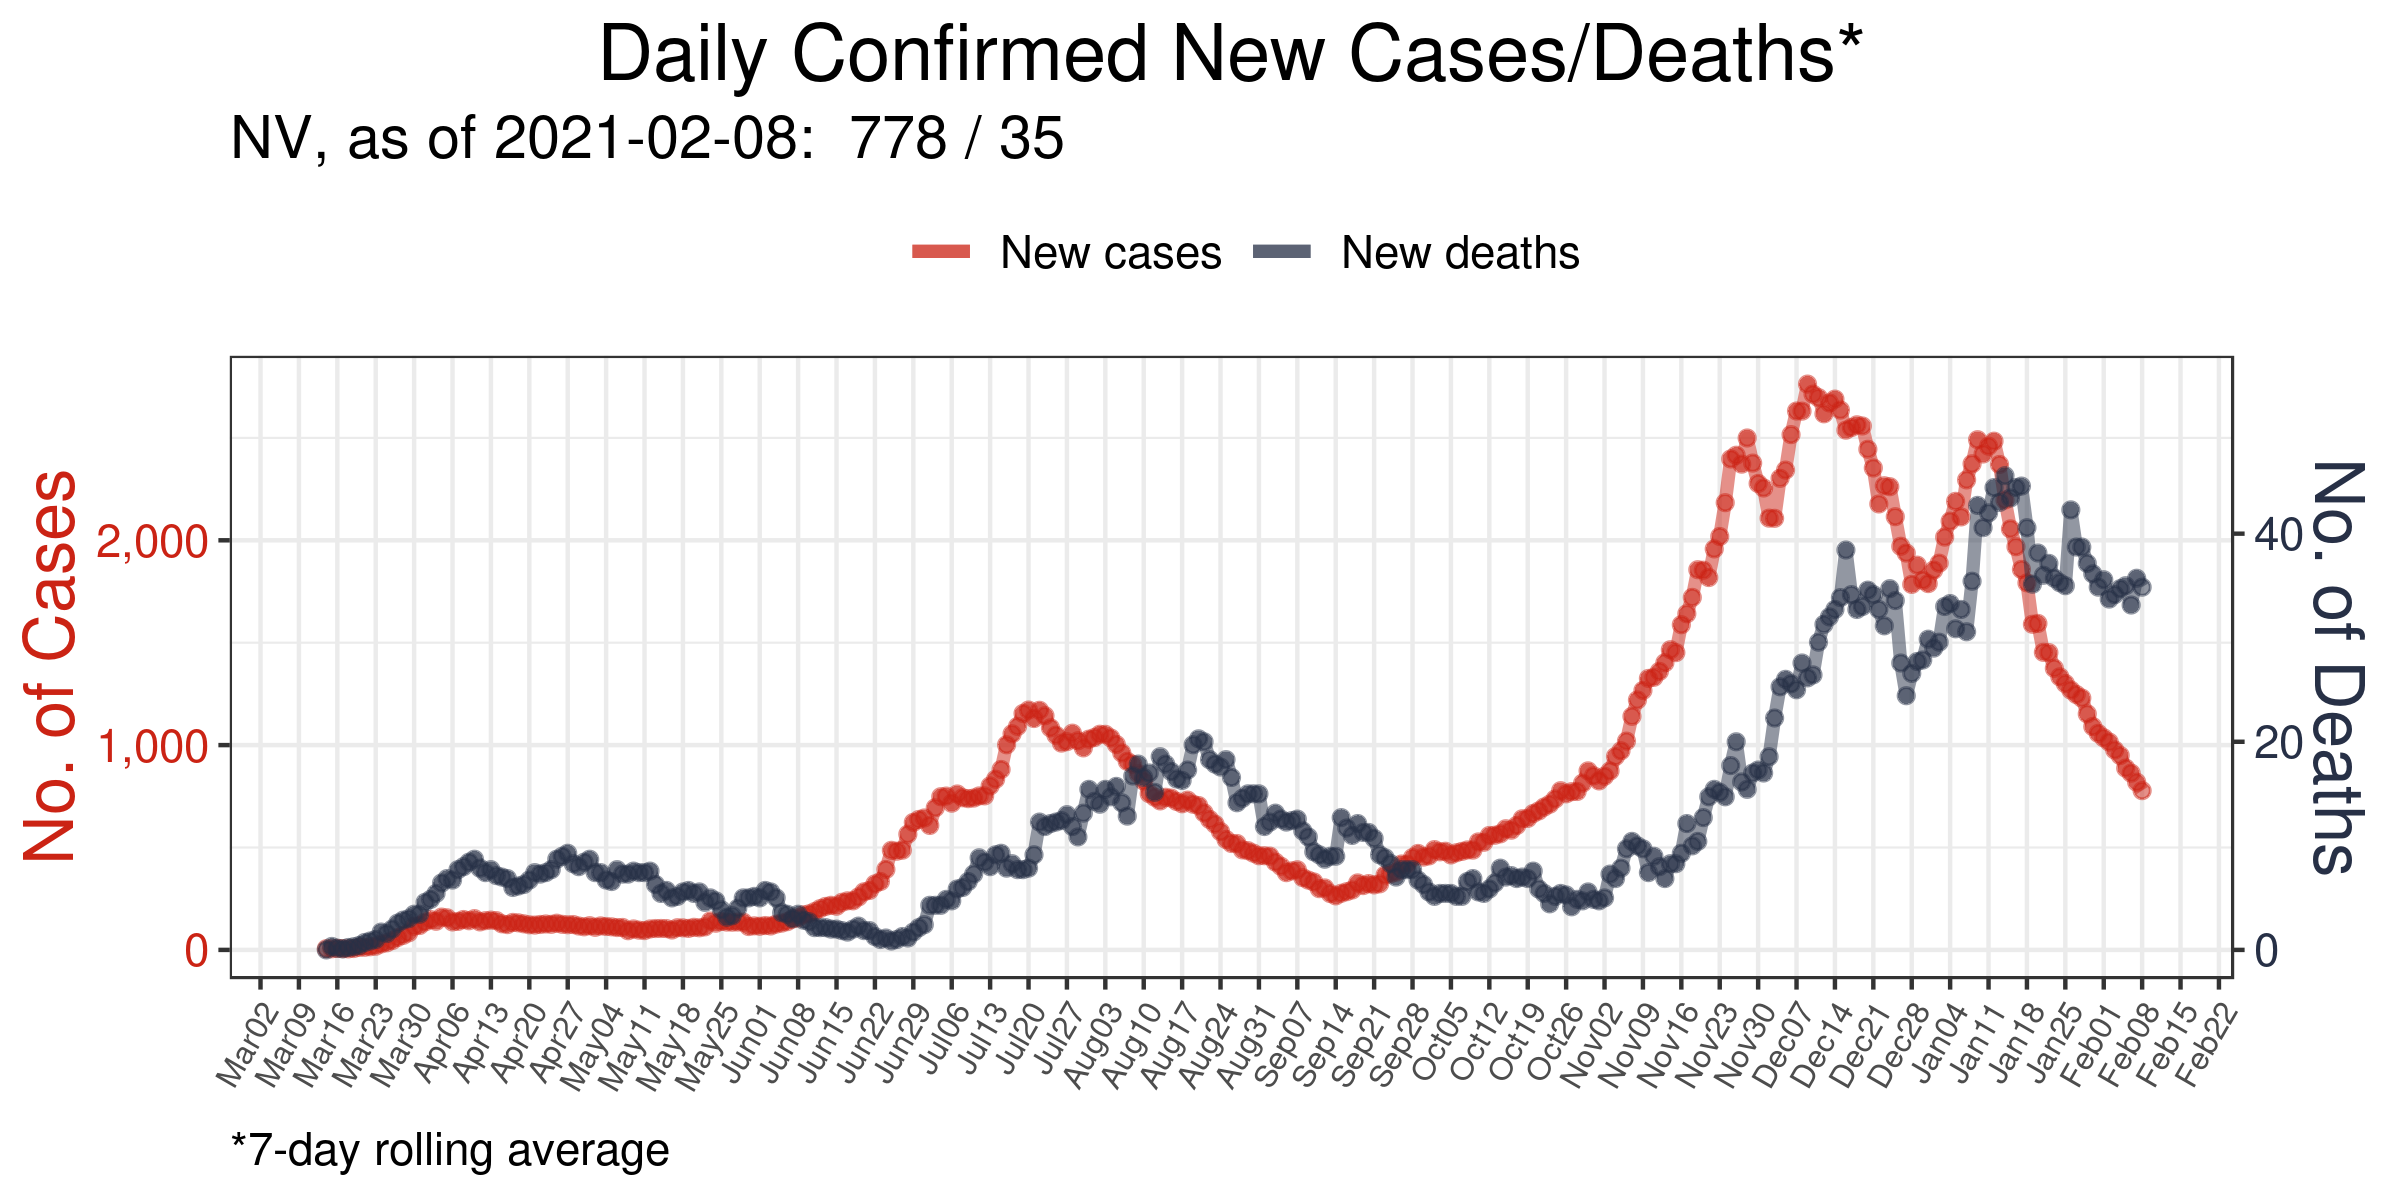 Daily Confirmed New Cases/Deaths*
NV, as of 2021-02-08:  778 / 35
New cases
New deaths
No. of Cases
2,000
1,000
0
No. of Deaths
40
20
0
Mar02
Mar09
Mar16
Mar23
Mar30
Apr06
Apr13
Apr20
Apr27
May04
May11
May18
May25
Jun01
Jun08
Jun15
Jun22
Jun29
Jul06
Jul13
Jul20
Jul27
Aug03
Aug10
Aug17
Aug24
Aug31
Sep07
Sep14
Sep21
Sep28
Oct05
Oct12
Oct19
Oct26
Nov02
Nov09
Nov16
Nov23
Nov30
Dec07
Dec14
Dec21
Dec28
Jan04
Jan11
Jan18
Jan25
Feb01
Feb08
Feb15
Feb22
*7-day rolling average